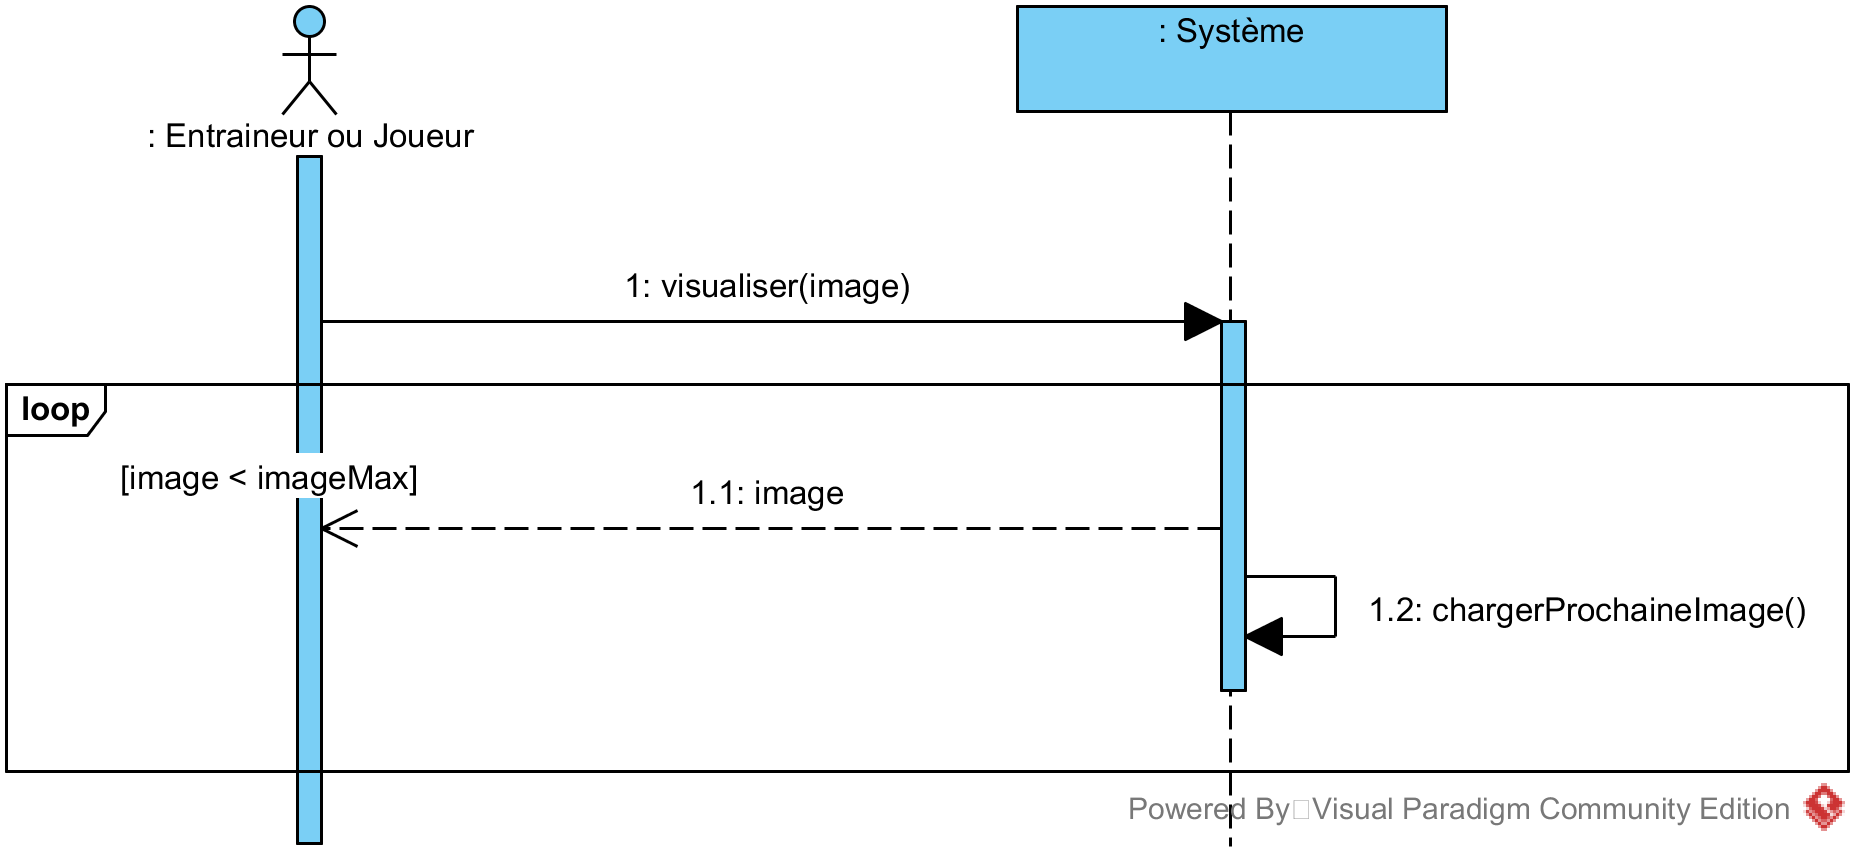 : Entraineur ou Joueur
: Système
1: visualiser(image)
loop
[image < imageMax]
1.1: image
1.2: chargerProchaineImage()
Powered By Visual Paradigm Community Edition